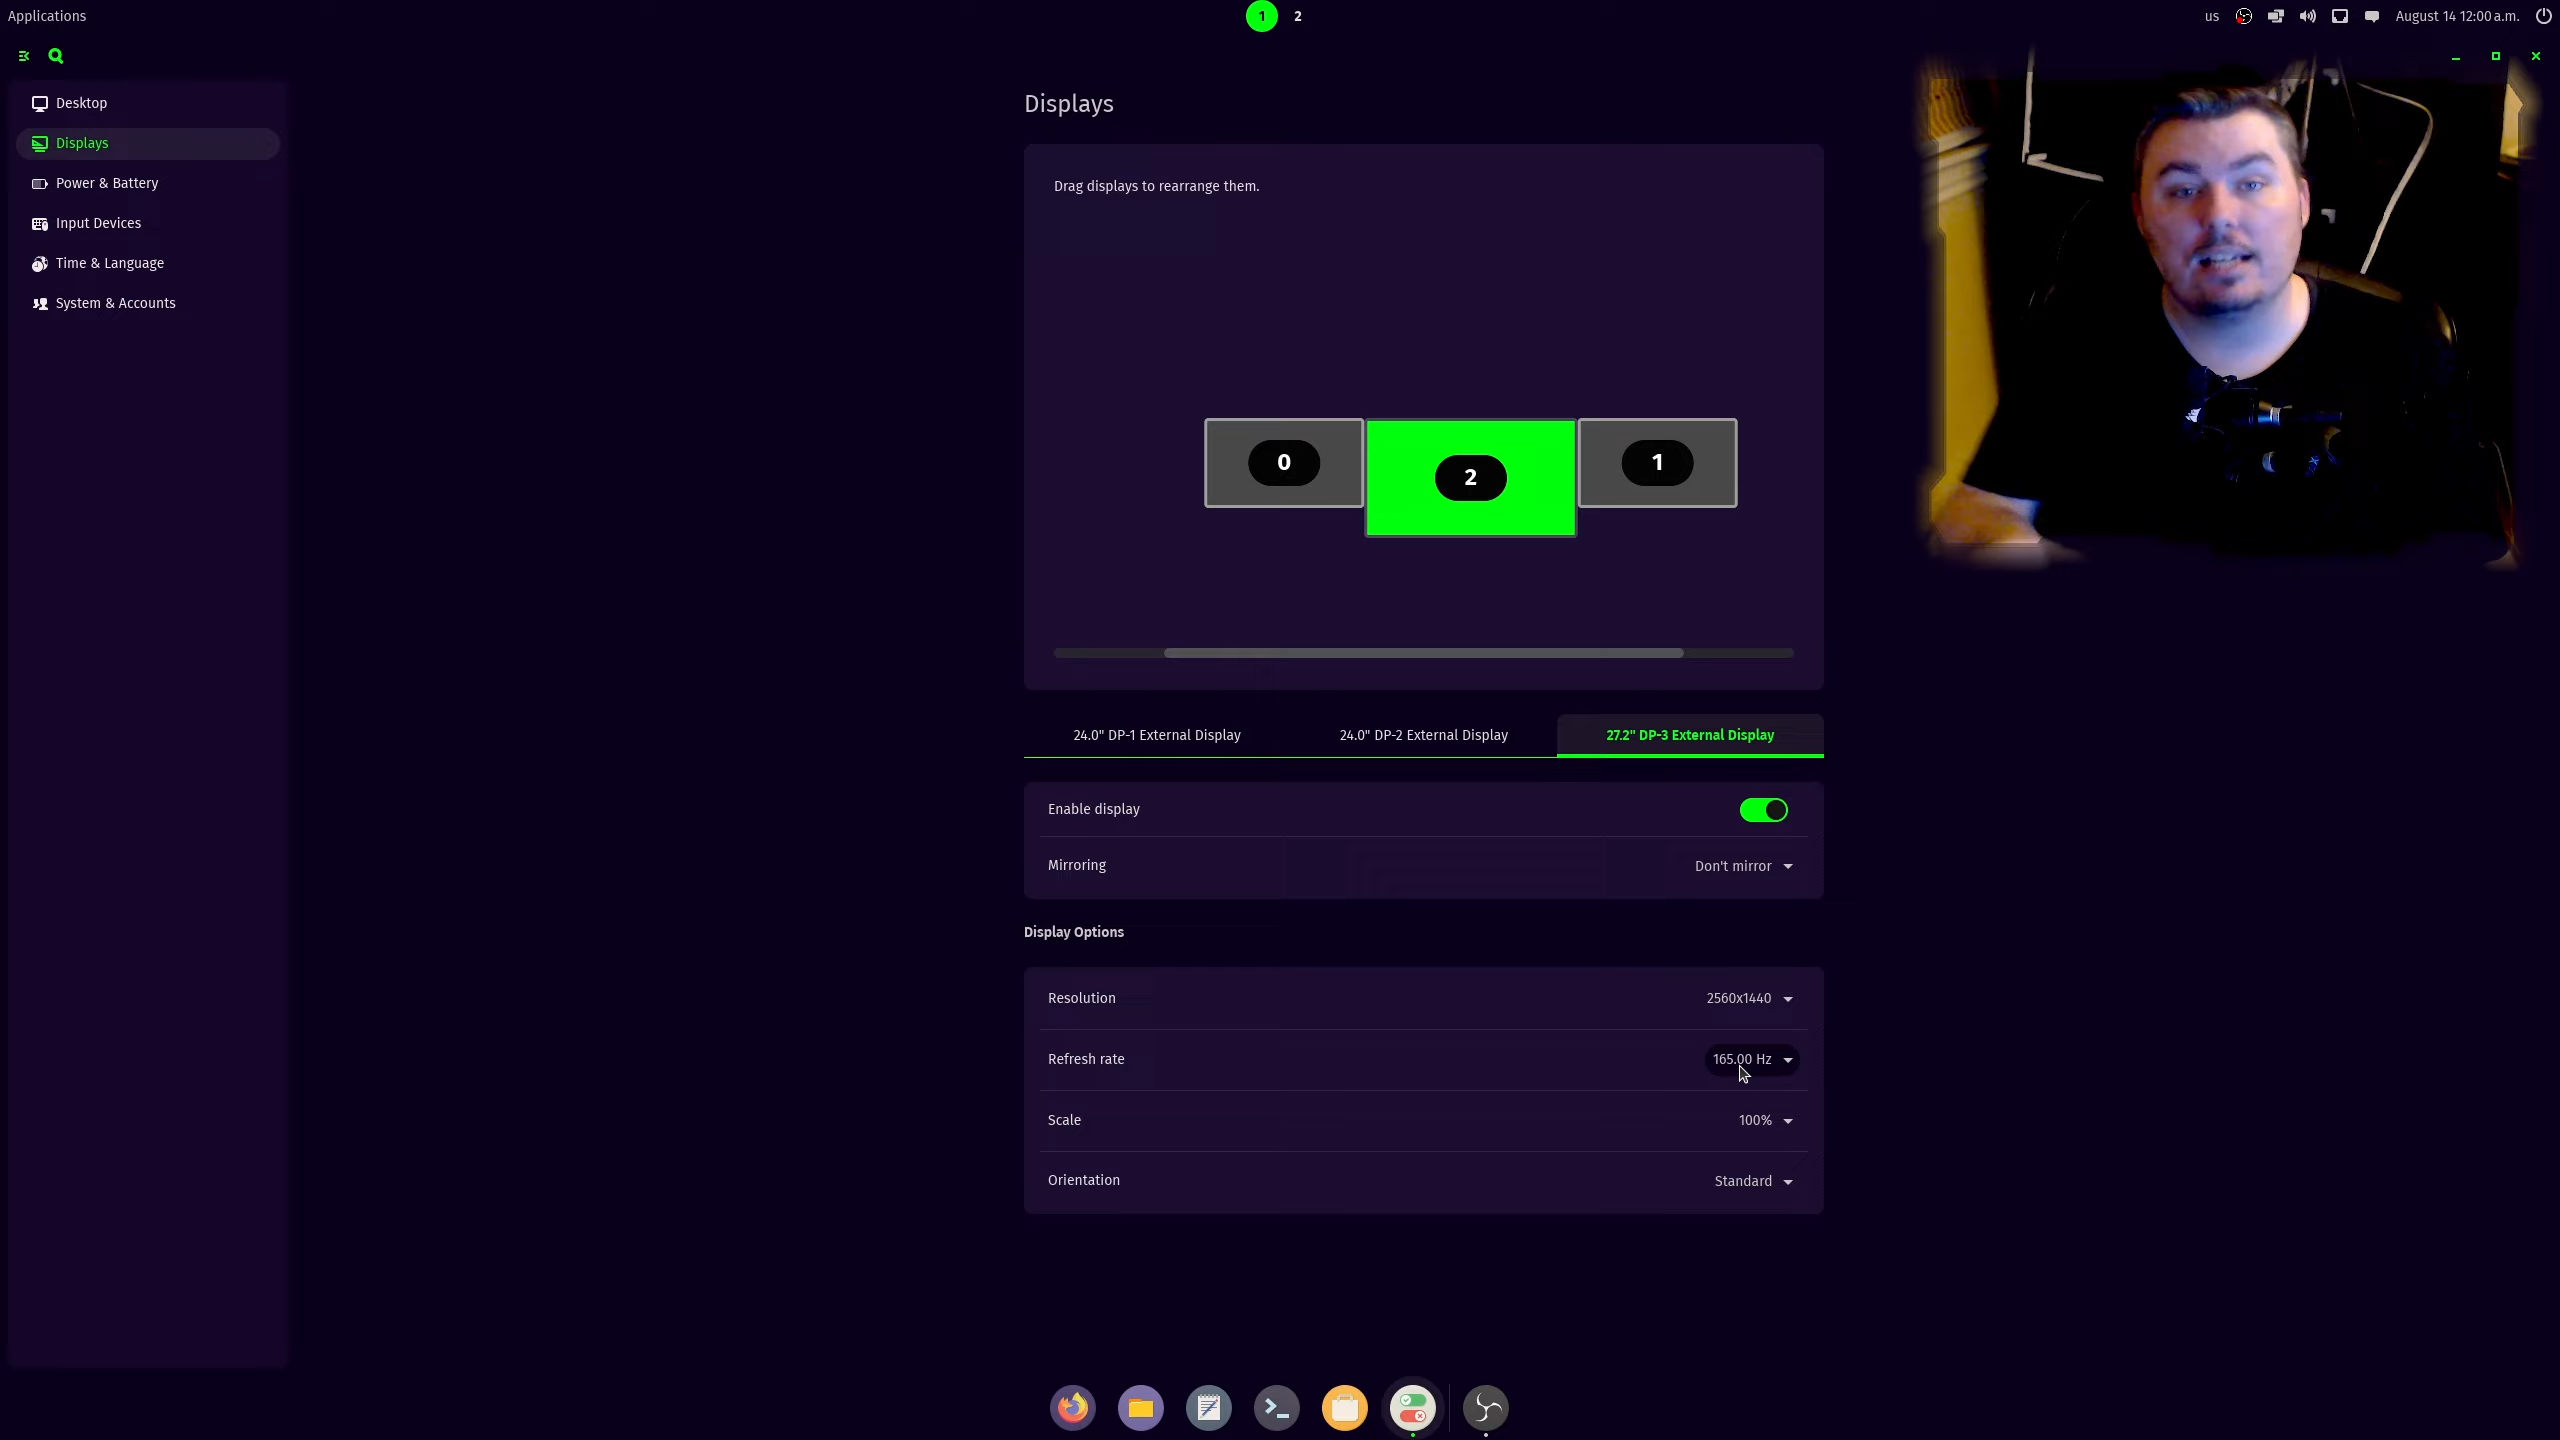 Applications
1
2
us
August 14 12:00 a.m.
Desktop
Displays
Power & Battery
Input Devices
Time & Language
System & Accounts
Displays
Drag displays to rearrange them.
0
2
1
24.0" DP-1 External Display
24.0" DP-2 External Display
27.2" DP-3 External Display
Enable display
Mirroring
Don't mirror
Display Options
Resolution
2560x1440
Refresh rate
165.00 Hz
Scale
100%
Orientation
Standard